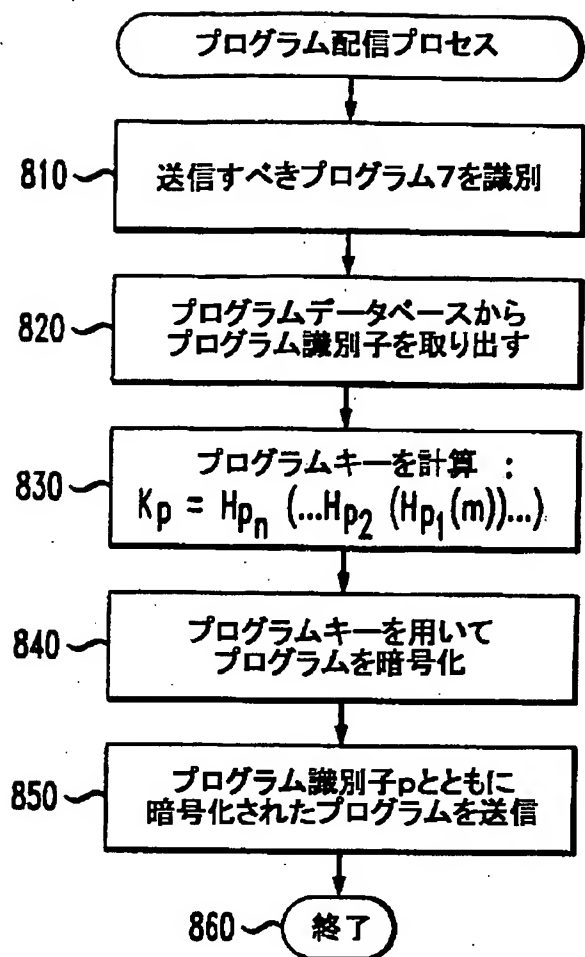 プログラム配信プロセス
810
送信すべきプログラム7を識別
820
プログラムデータベースから
プログラム識別子を取り出す
830
プログラムキーを計算：
Kp = Hpn (...Hp2 (Hp1(m))...)
840
プログラムキーを用いて
プログラムを暗号化
850
プログラム識別子pとともに
暗号化されたプログラムを送信
860
終了